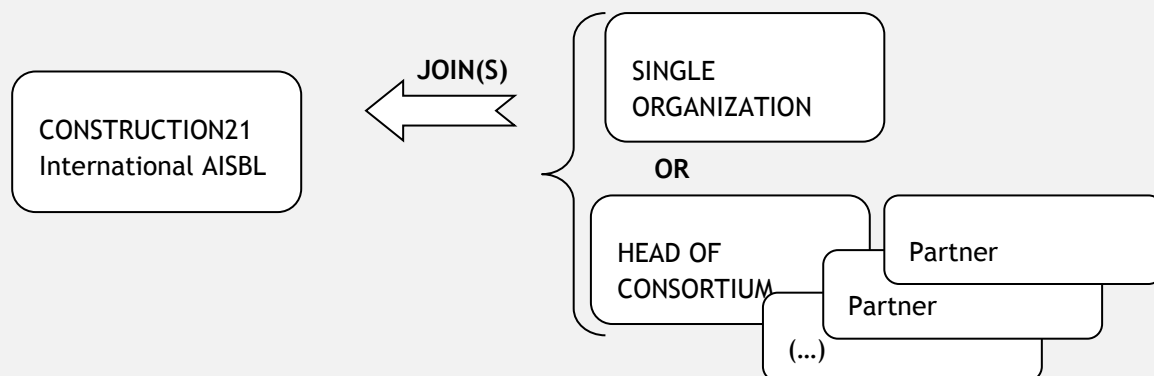 CONSTRUCTION21
International AISBL
JOIN(S)
SINGLE
ORGANIZATION
OR
HEAD OF
CONSORTIUM
Partner
Partner
(…)